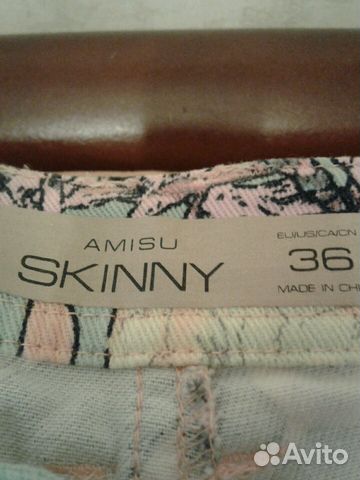 AMISU
SKINNY
EU/US/CA/CN
36
MADE IN CHI
Avito